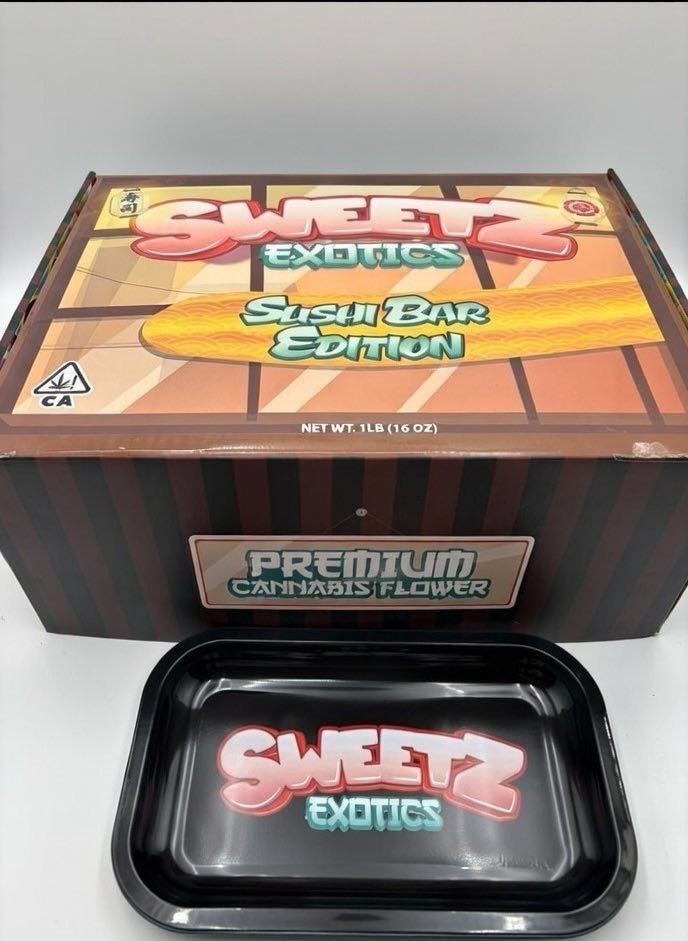 SWEETZ
EXOTICS
SUSHI BAR
EDITION
CA
NET WT. 1LB (16 OZ)
PREMIUM
CANNABIS FLOWER
SWEETZ
EXOTICS